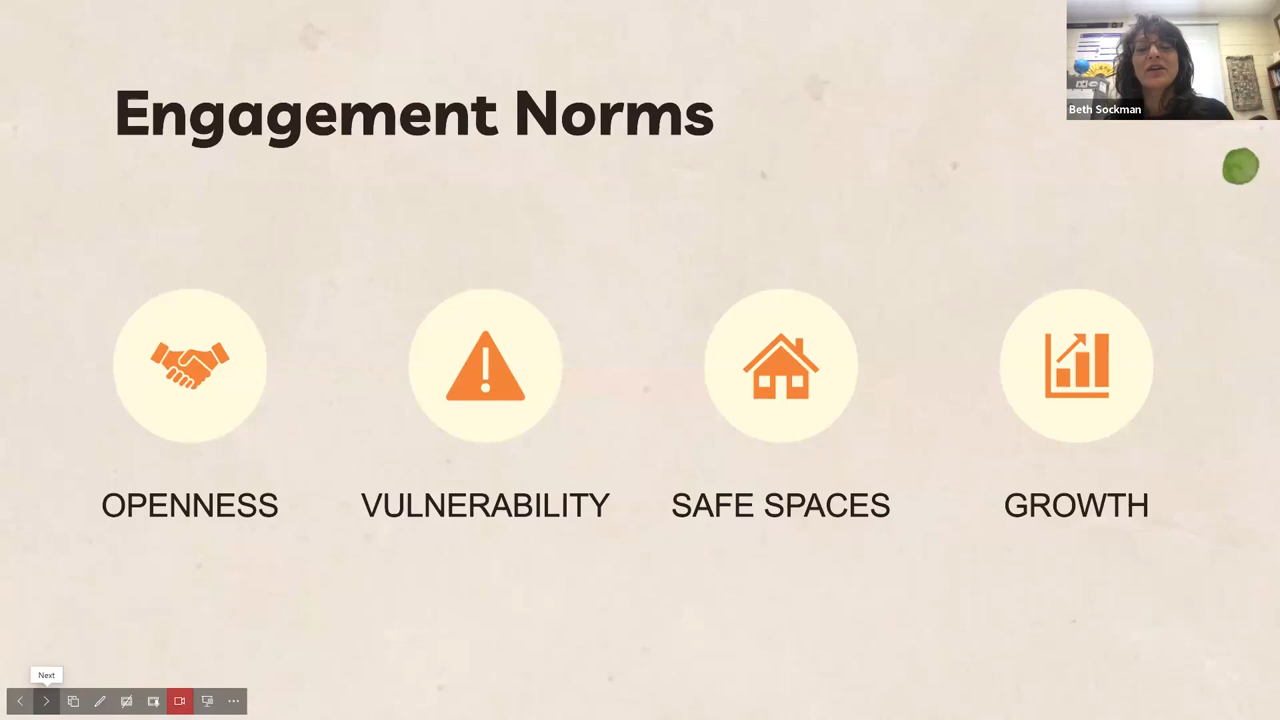 Engagement Norms
Beth Sockman
OPENNESS
VULNERABILITY
SAFE SPACES
GROWTH
Next